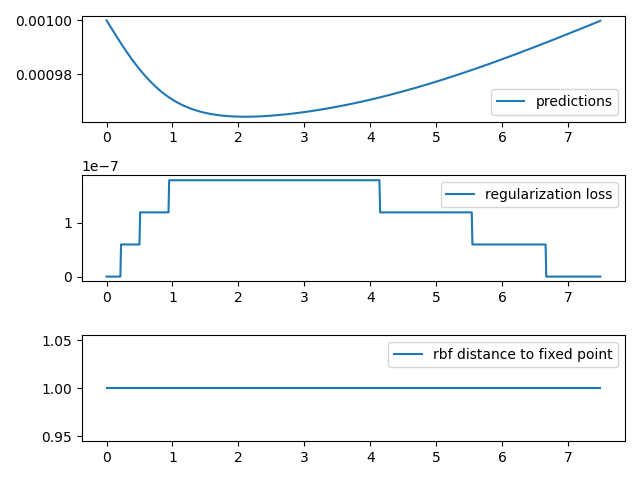 0.00100
0.00098
predictions
0 1 2 3 4 5 6 7
1e−7
1
0
regularization loss
0 1 2 3 4 5 6 7
1.05
1.00
0.95
rbf distance to fixed point
0 1 2 3 4 5 6 7